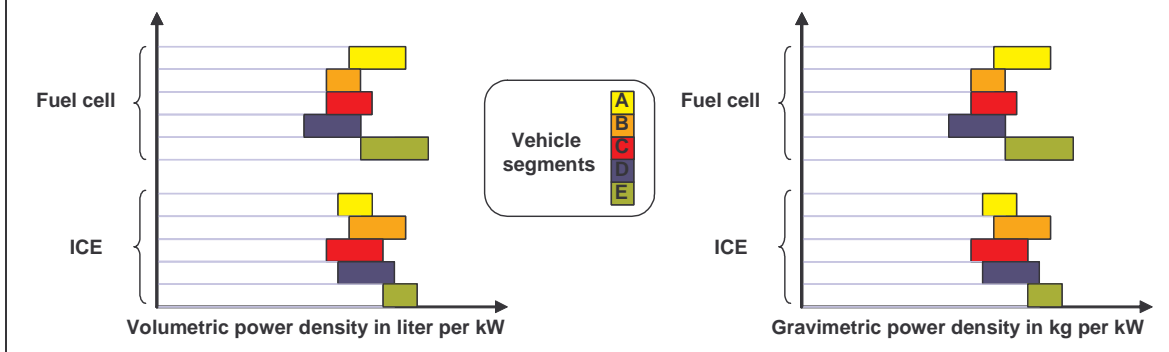 Fuel cell
ICE
Volumetric power density in liter per kW
Vehicle
segments
A
B
C
D
E
Fuel cell
ICE
Gravimetric power density in kg per kW